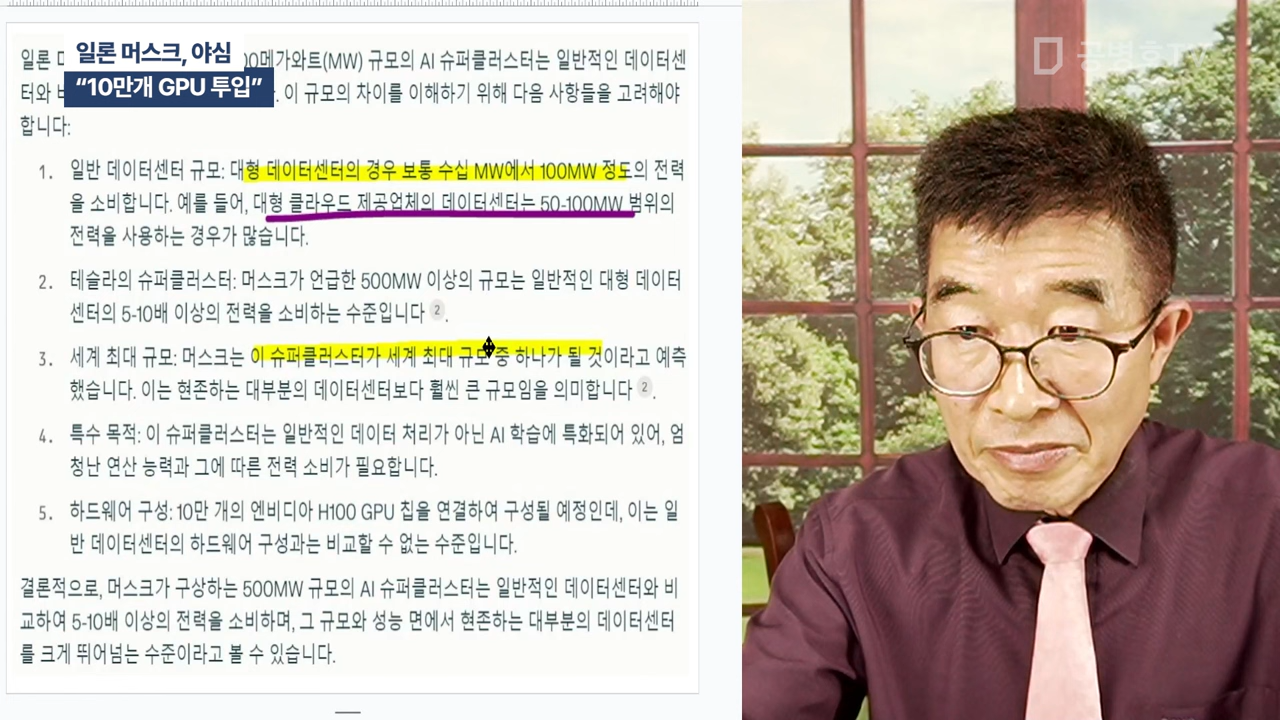 일론 머스크, 야심
“10만개 GPU 투입”
일론 00메가와트(MW) 규모의 AI 슈퍼클러스터는 일반적인 데이터센
터와 이 규모의 차이를 이해하기 위해 다음 사항들을 고려해야
합니다:
1. 일반 데이터센터 규모: 대형 데이터센터의 경우 보통 수십 MW에서 100MW 정도의 전력
을 소비합니다. 예를 들어, 대형 클라우드 제공업체의 데이터센터는 50-100MW 범위의
전력을 사용하는 경우가 많습니다.
2. 테슬라의 슈퍼클러스터: 머스크가 언급한 500MW 이상의 규모는 일반적인 대형 데이터
센터의 5-10배 이상의 전력을 소비하는 수준입니다 2.
3. 세계 최대 규모: 머스크는 이 슈퍼클러스터가 세계 최대 규모 중 하나가 될 것이라고 예측
했습니다. 이는 현존하는 대부분의 데이터센터보다 훨씬 큰 규모임을 의미합니다 2.
4. 특수 목적: 이 슈퍼클러스터는 일반적인 데이터 처리가 아닌 AI 학습에 특화되어 있어, 엄
청난 연산 능력과 그에 따른 전력 소비가 필요합니다.
5. 하드웨어 구성: 10만 개의 엔비디아 H100 GPU 칩을 연결하여 구성될 예정인데, 이는 일
반 데이터센터의 하드웨어 구성과는 비교할 수 없는 수준입니다.
결론적으로, 머스크가 구상하는 500MW 규모의 AI 슈퍼클러스터는 일반적인 데이터센터와 비
교하여 5-10배 이상의 전력을 소비하며, 그 규모와 성능 면에서 현존하는 대부분의 데이터센터
를 크게 뛰어넘는 수준이라고 볼 수 있습니다.
공병호TV